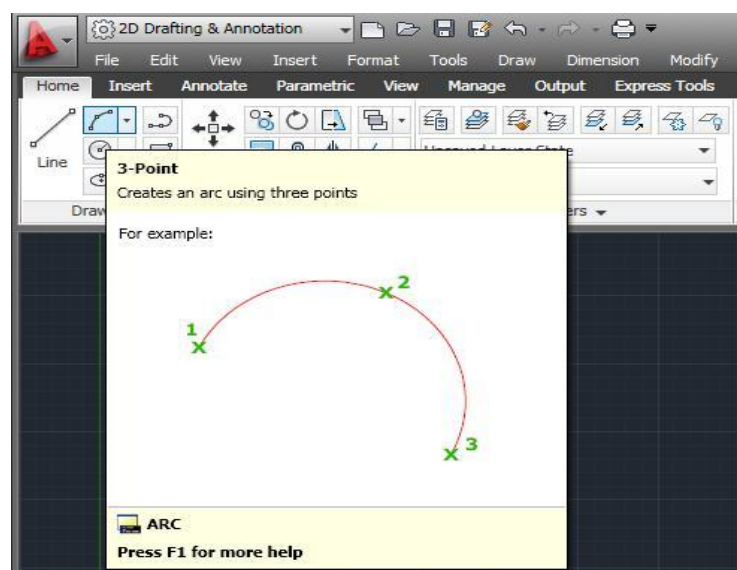 2D Drafting & Annotation
File Edit View Insert Format Tools Draw Dimension Modify
Home Insert Annotate Parametric View Manage Output Express Tools
Line
3-Point
Creates an arc using three points
For example:
1
2
3
ARC
Press F1 for more help